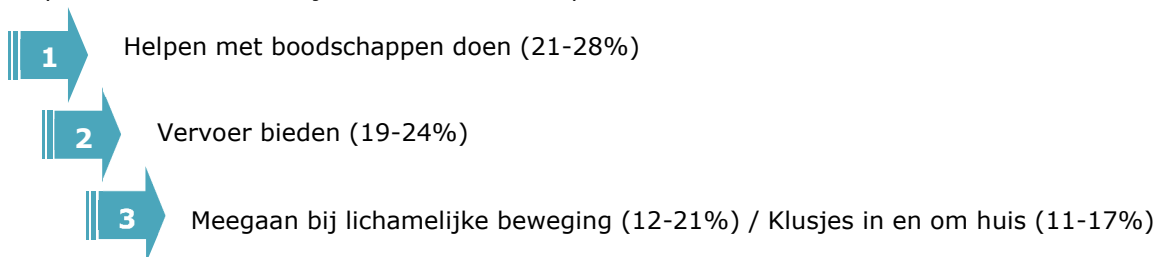 1 Helpen met boodschappen doen (21-28%)
2 Vervoer bieden (19-24%)
3 Meegaan bij lichamelijke beweging (12-21%) / Klusjes in en om huis (11-17%)